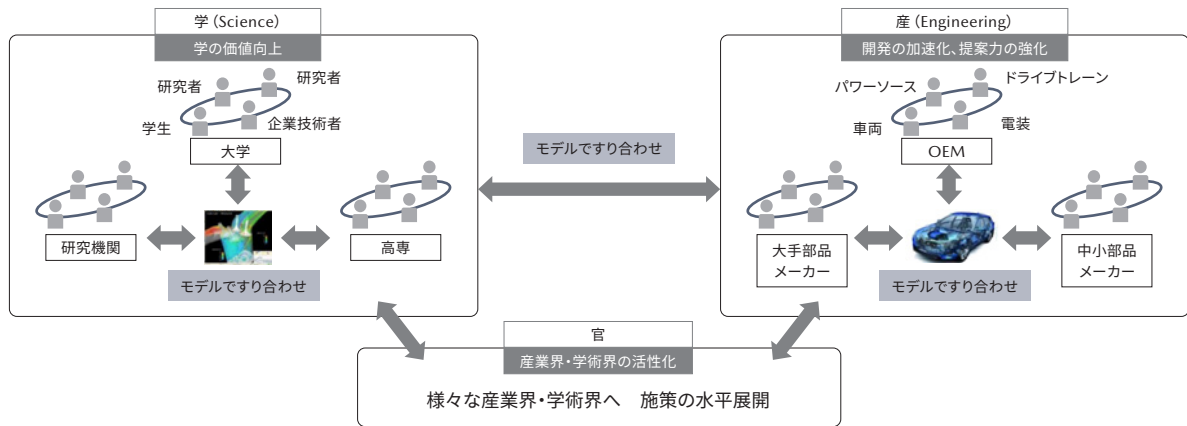 学(Science)
学の価値向上
研究者
研究者
学生
企業技術者
大学
研究機関
高専
モデルですり合わせ
モデルですり合わせ
産(Engineering)
開発の加速化、提案力の強化
パワーソース
ドライブトレーン
車両
電装
OEM
大手部品
メーカー
中小部品
メーカー
モデルですり合わせ
官
産業界・学術界の活性化
様々な産業界・学術界へ　施策の水平展開